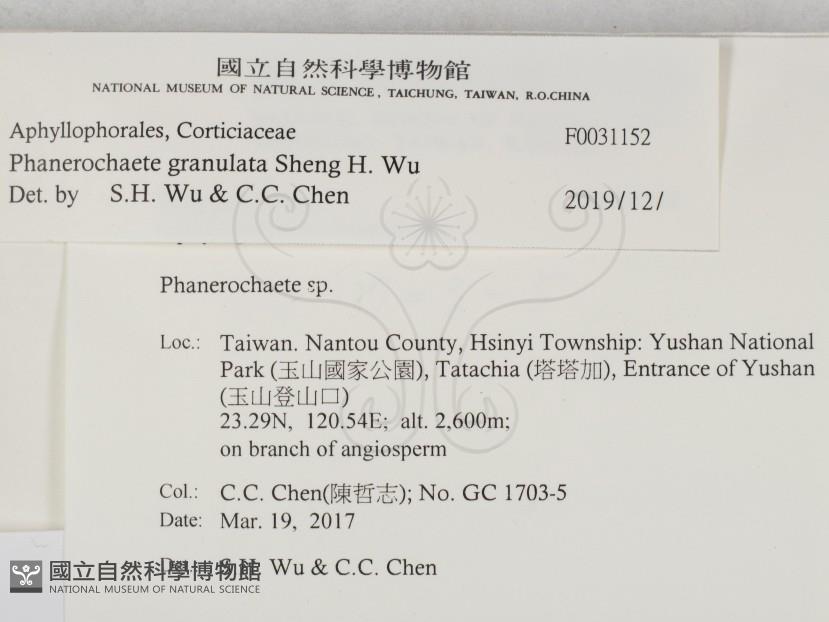 國立自然科學博物館
NATIONAL MUSEUM OF NATURAL SCIENCE, TAICHUNG, TAIWAN, R.O.CHINA
Aphyllophorales, Corticiaceae F0031152
Phanerochaete granulata Sheng H. Wu
Det. by S.H. Wu & C.C. Chen 2019/12/
Phanerochaete sp.
Loc.: Taiwan. Nantou County, Hsinyi Township: Yushan National
Park (玉山國家公園), Tatachia (塔塔加), Entrance of Yushan
(玉山登山口)
23.29N, 120.54E; alt. 2,600m;
on branch of angiosperm
Col.: C.C. Chen(陳哲志); No. GC 1703-5
Date: Mar. 19, 2017
Wu & C.C. Chen
國立自然科學博物館
NATIONAL MUSEUM OF NATURAL SCIENCE